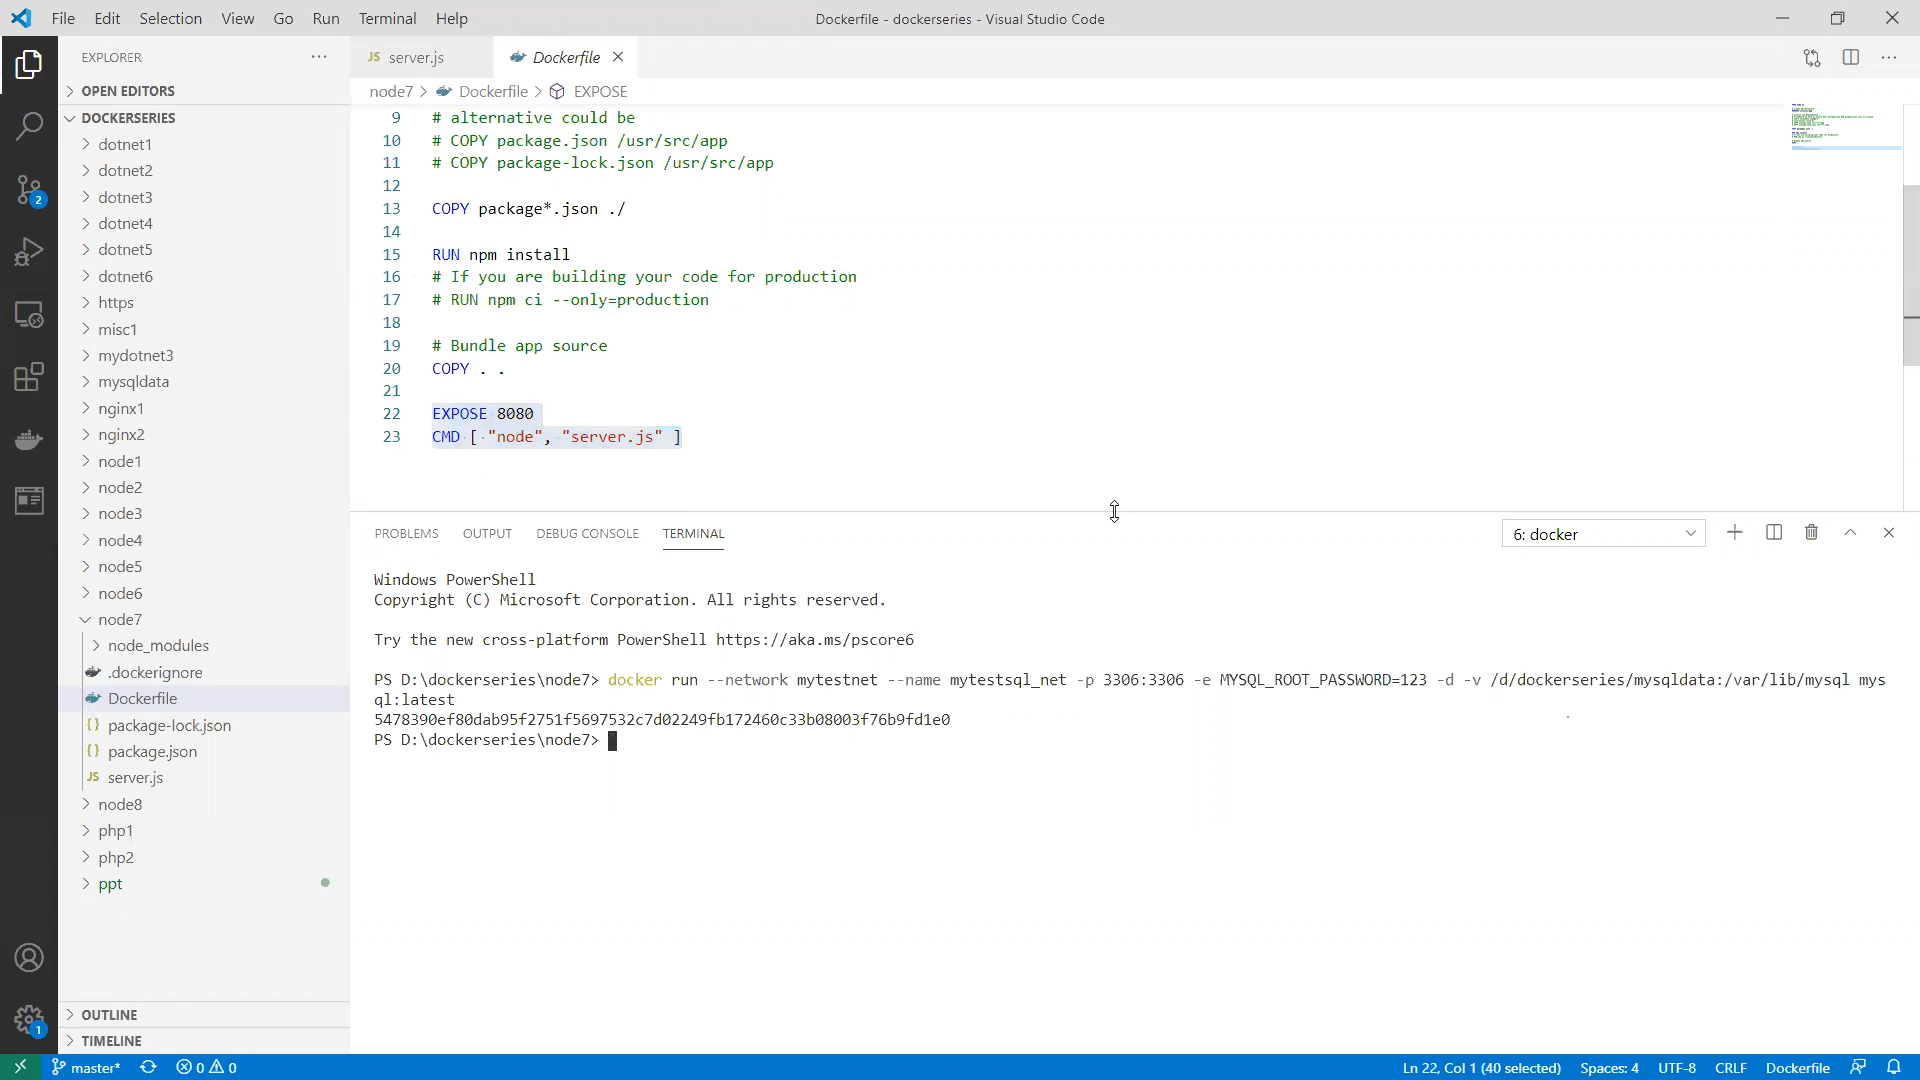 File Edit Selection View Go Run Terminal Help
Dockerfile - dockerseries - Visual Studio Code
EXPLORER
OPEN EDITORS
DOCKERSERIES
dotnet1
dotnet2
dotnet3
dotnet4
dotnet5
dotnet6
https
misc1
mydotnet3
mysqldata
nginx1
nginx2
node1
node2
node3
node4
node5
node6
node7
node_modules
.dockerignore
Dockerfile
{} package-lock.json
{} package.json
JS server.js
node8
php1
php2
ppt
OUTLINE
TIMELINE
2
1
JS server.js
Dockerfile
node7 > Dockerfile > EXPOSE
9 # alternative could be
10 # COPY package.json /usr/src/app
11 # COPY package-lock.json /usr/src/app
12
13 COPY package*.json ./
14
15 RUN npm install
16 # If you are building your code for production
17 # RUN npm ci --only=production
18
19 # Bundle app source
20 COPY . .
21
22 EXPOSE 8080
23 CMD [ "node", "server.js" ]
PROBLEMS OUTPUT DEBUG CONSOLE TERMINAL
6: docker
Windows PowerShell
Copyright (C) Microsoft Corporation. All rights reserved.
Try the new cross-platform PowerShell https://aka.ms/pscore6
PS D:\dockerseries\node7> docker run --network mytestnet --name mytestsql_net -p 3306:3306 -e MYSQL_ROOT_PASSWORD=123 -d -v /d/dockerseries/mysqldata:/var/lib/mysql mys
ql:latest
5478390ef80dab95f2751f5697532c7d02249fb172460c33b08003f76b9fd1e0
PS D:\dockerseries\node7>
master* 0 0
Ln 22, Col 1 (40 selected) Spaces: 4 UTF-8 CRLF Dockerfile